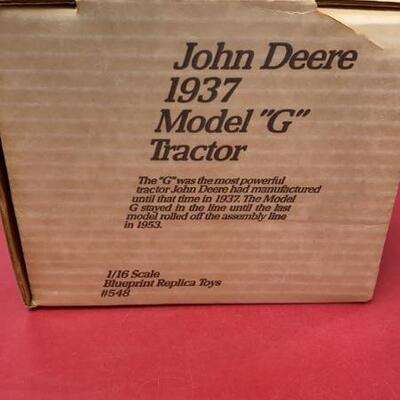 John Deere
1937
Model "G"
Tractor
The "G" was the most powerful
tractor John Deere had manufactured
until that time in 1937. The Model
G stayed in the line until the last
model rolled off the assembly line
in 1953.
1/16 Scale
Blueprint Replica Toys
#548